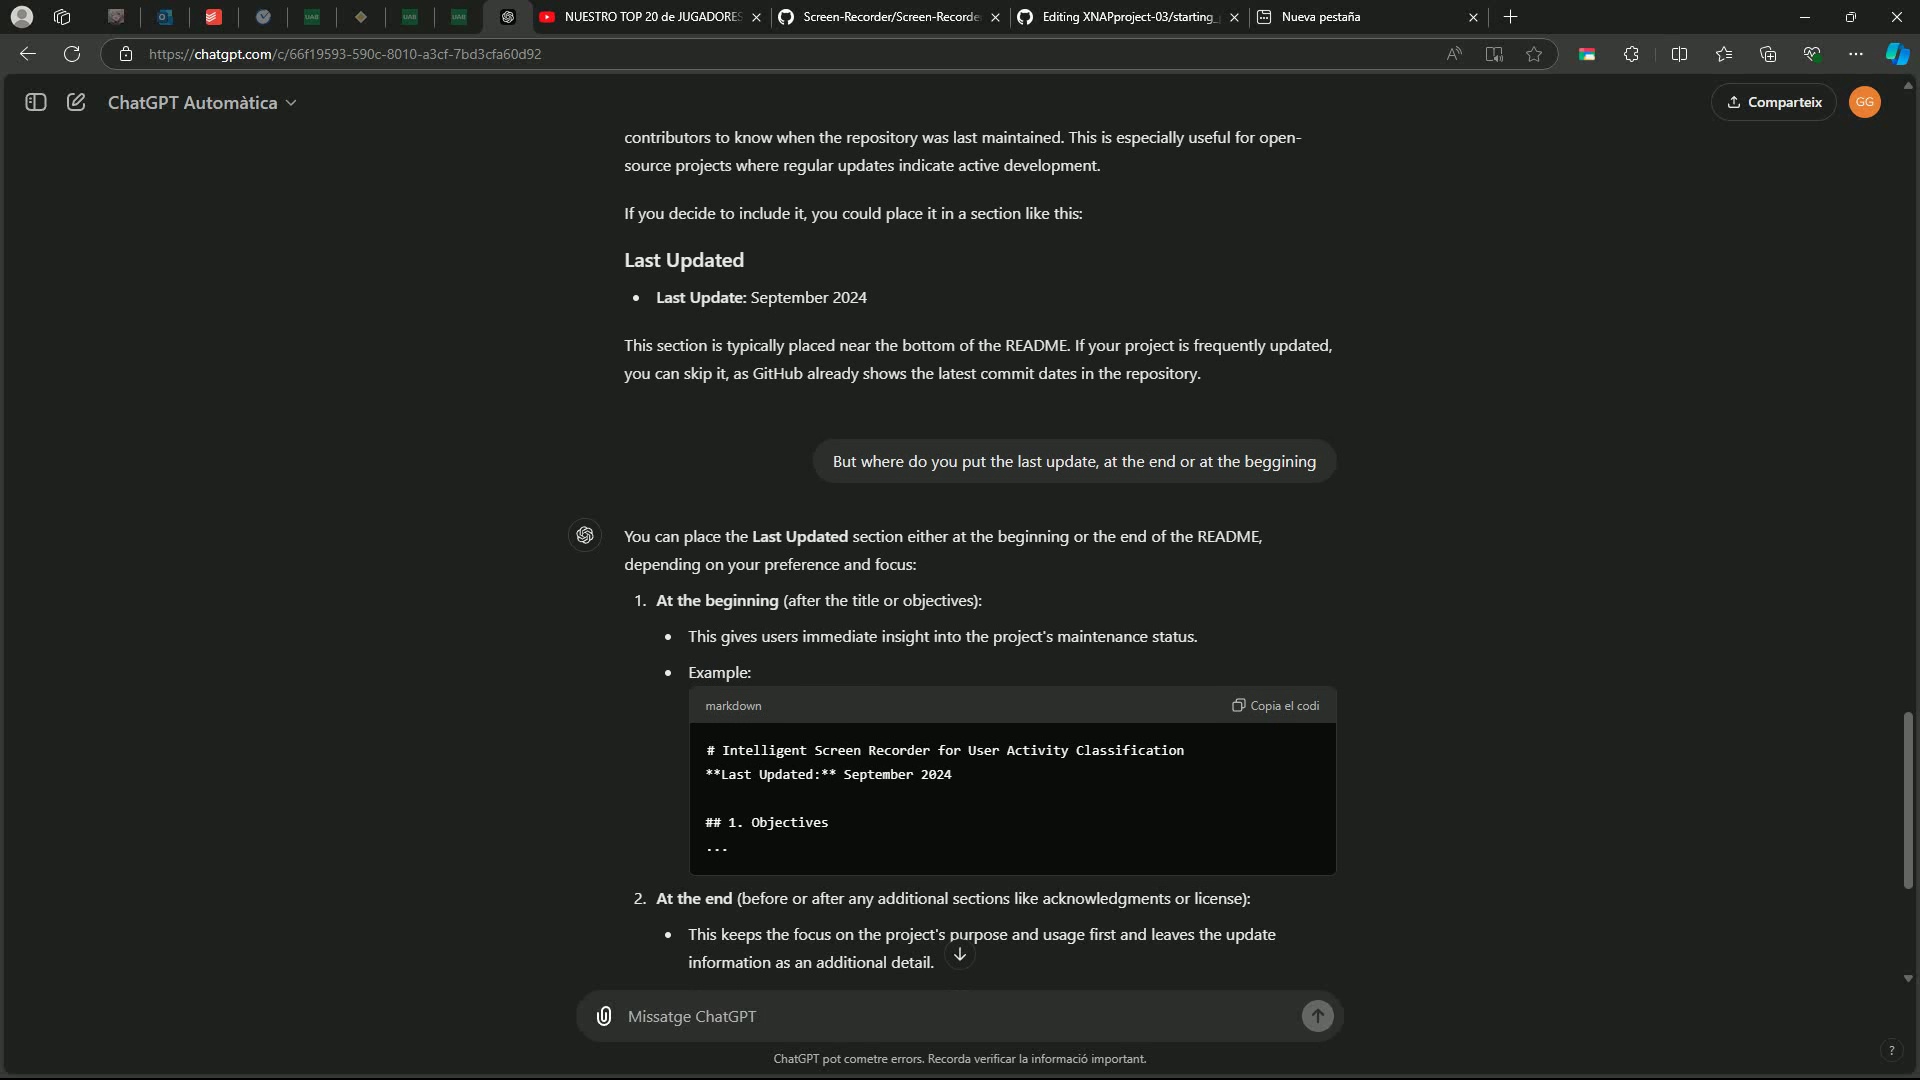 NUESTRO TOP 20 de JUGADORES
Screen-Recorder/Screen-Recorde
Editing XNAPproject-03/starting_
Nueva pestaña
https://chatgpt.com/c/66f19593-590c-8010-a3cf-7bd3cfa60d92
ChatGPT Automàtica
Comparteix
GG
contributors to know when the repository was last maintained. This is especially useful for open-
source projects where regular updates indicate active development.
If you decide to include it, you could place it in a section like this:
Last Updated
• Last Update: September 2024
This section is typically placed near the bottom of the README. If your project is frequently updated,
you can skip it, as GitHub already shows the latest commit dates in the repository.
But where do you put the last update, at the end or at the beggining
You can place the Last Updated section either at the beginning or the end of the README,
depending on your preference and focus:
1. At the beginning (after the title or objectives):
• This gives users immediate insight into the project's maintenance status.
• Example:
markdown
Copia el codi
# Intelligent Screen Recorder for User Activity Classification
**Last Updated:** September 2024
## 1. Objectives
...
2. At the end (before or after any additional sections like acknowledgments or license):
• This keeps the focus on the project's purpose and usage first and leaves the update
information as an additional detail.
Missatge ChatGPT
ChatGPT pot cometre errors. Recorda verificar la informació important.
?